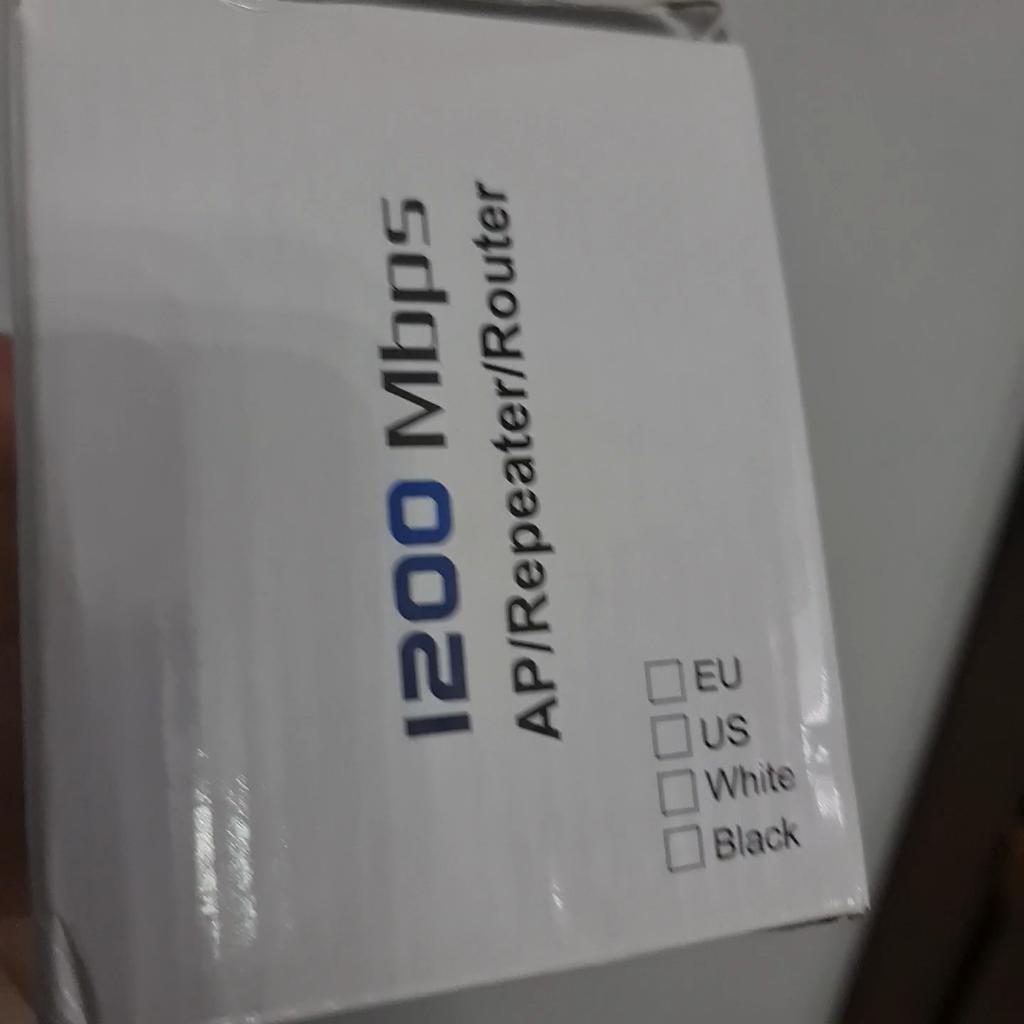 1200 Mbps
AP/Repeater/Router
EU
US
White
Black